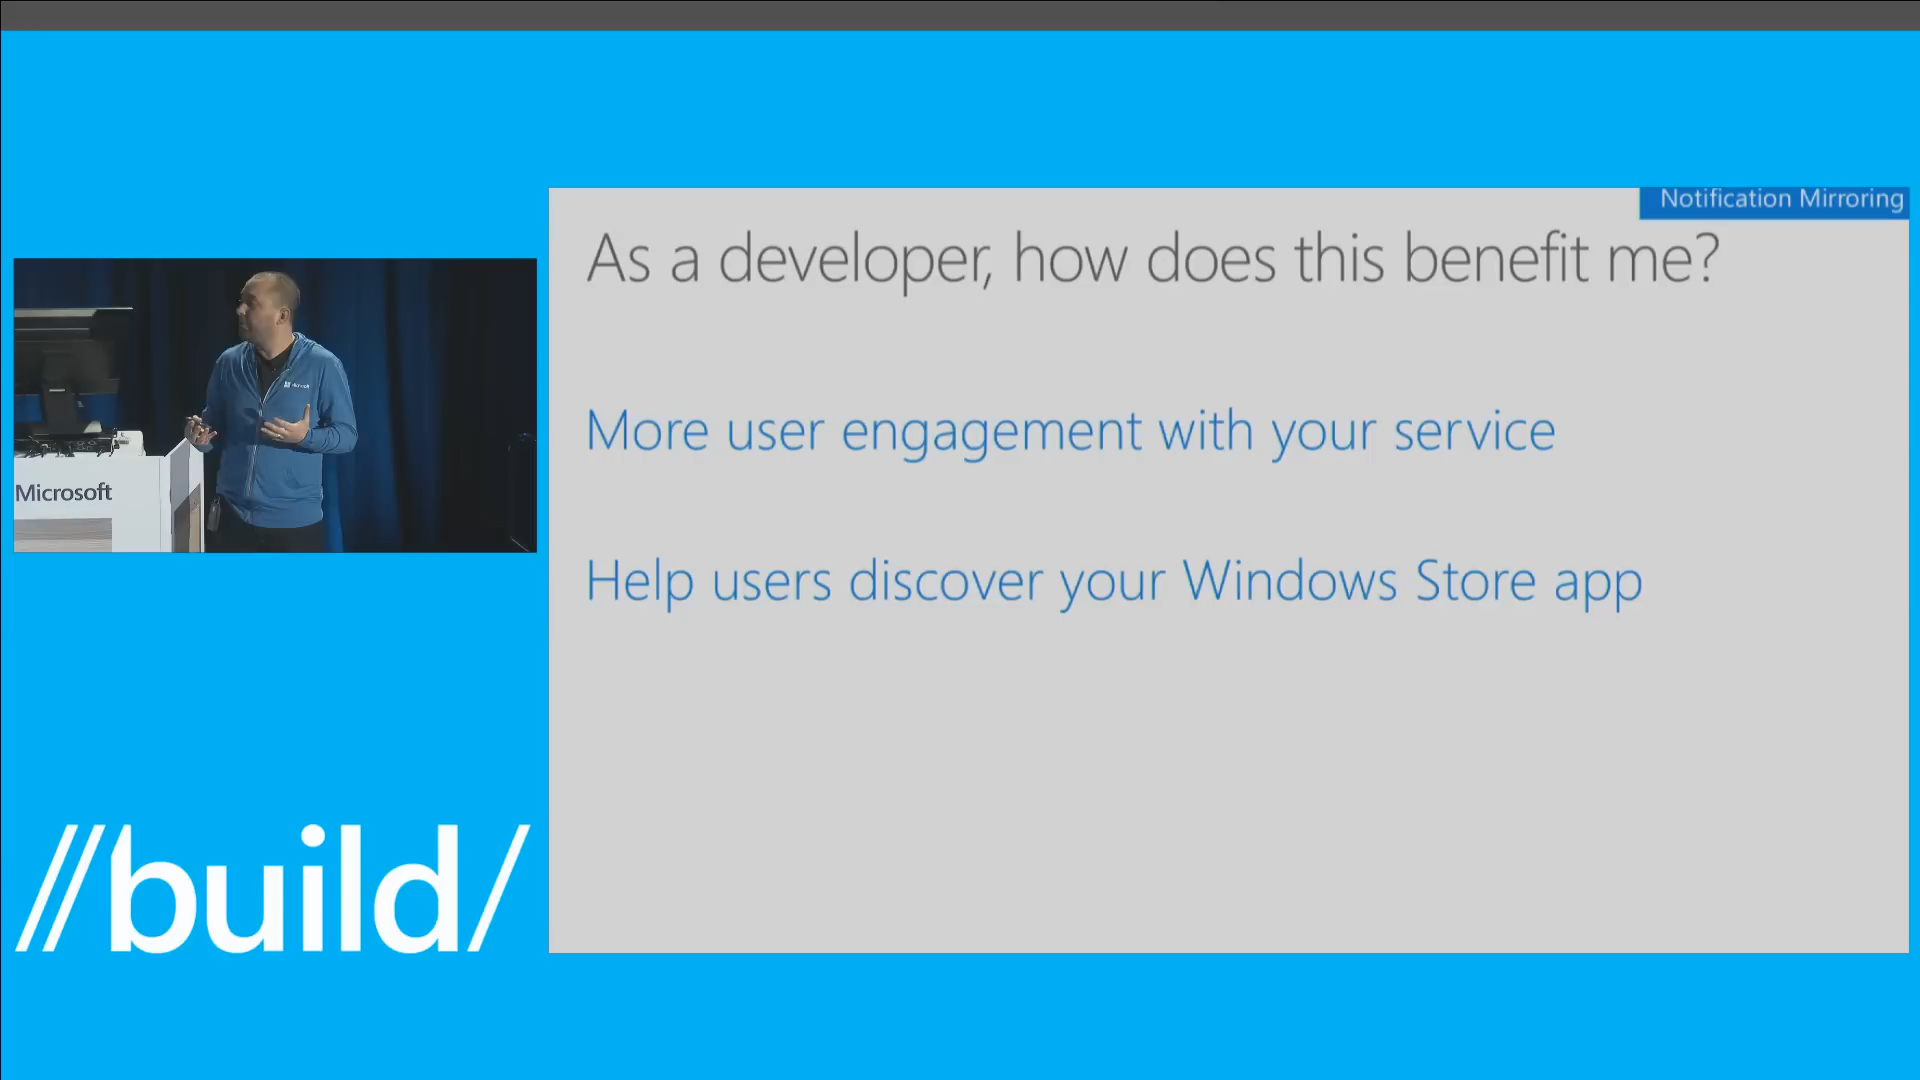 Notification Mirroring
As a developer, how does this benefit me?
More user engagement with your service
Help users discover your Windows Store app
Microsoft
Microsoft
//build/